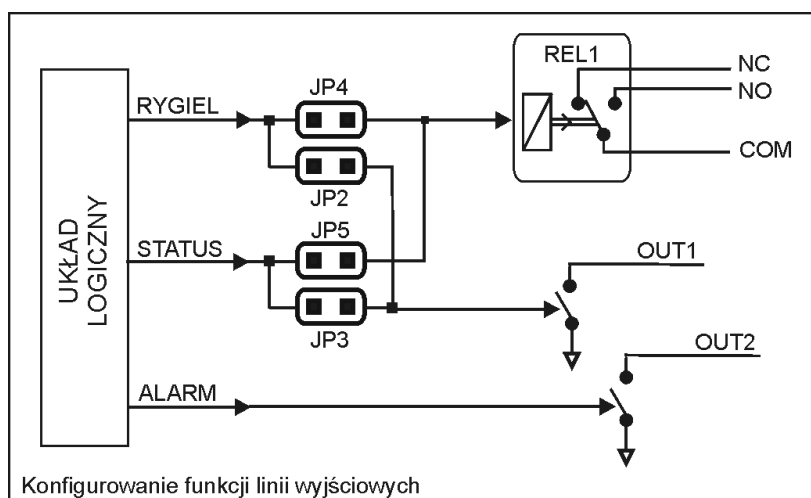 REL1
NC
NO
COM
JP4
RYGIEL
JP2
UKŁAD
LOGICZNY
STATUS
JP5
JP3
OUT1
OUT2
ALARM
Konfigurowanie funkcji linii wyjściowych